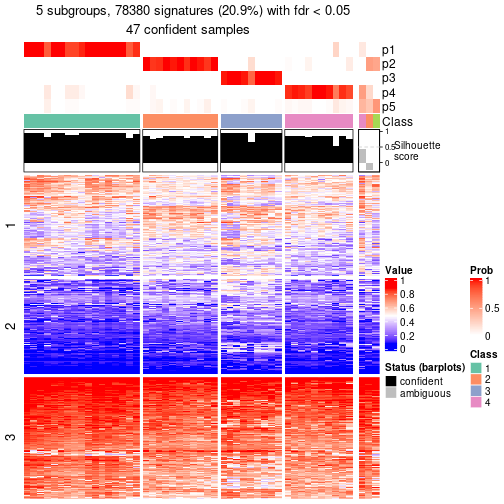 5 subgroups, 78380 signatures (20.9%) with fdr < 0.05
47 confident samples
p1
p2
p3
p4
p5
Class
1
0.5
0
Silhouette
score
1
2
3
Value
1
0.8
0.6
0.4
0.2
0
Prob
1
0.5
0
Status (barplots)
confident
ambiguous
Class
1
2
3
4